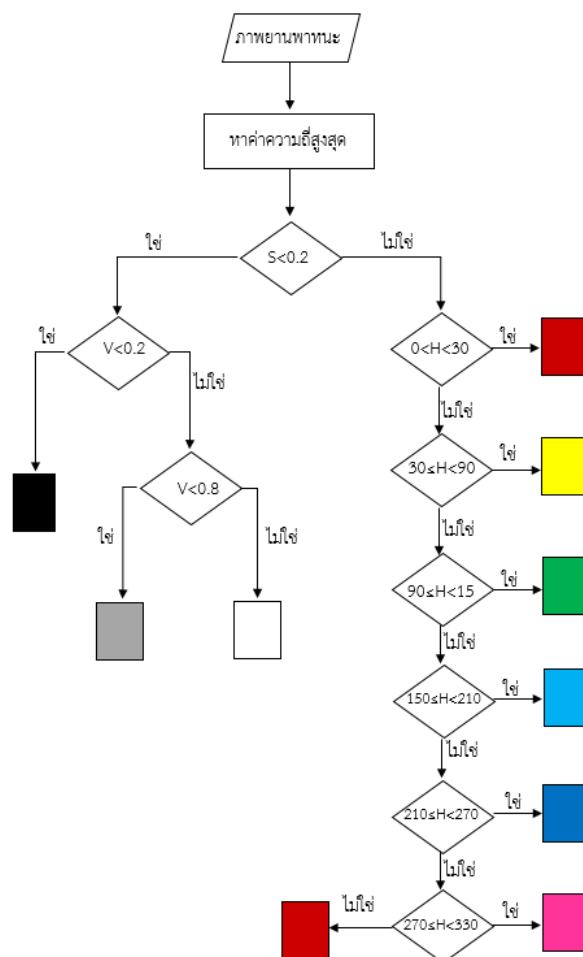 ภาพยานพาหนะ
หาค่าความถี่สูงสุด
ใช่
S<0.2
ไม่ใช่
ใช่
V<0.2
ไม่ใช่
0<H<30
ใช่
ไม่ใช่
V<0.8
30≤H<90
ใช่
ใช่
ไม่ใช่
ไม่ใช่
90≤H<15
ใช่
ไม่ใช่
150≤H<210
ใช่
ไม่ใช่
210≤H<270
ใช่
ไม่ใช่
ไม่ใช่
270≤H<330
ใช่